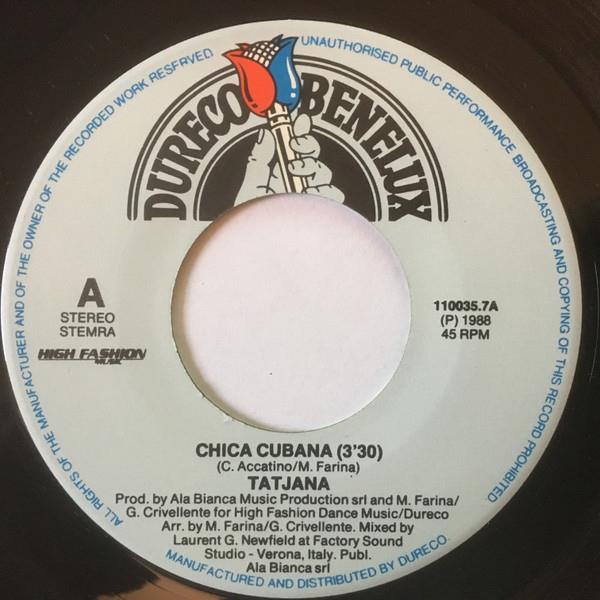 DURECO BENELUX
ALL RIGHTS OF THE MANUFACTURER AND OF THE OWNER OF THE RECORDED WORK RESERVED
UNAUTHORISED PUBLIC PERFORMANCE BROADCASTING AND COPYING OF THIS RECORD PROHIBITED
A
STEREO
STEMRA
HIGH FASHION
MUSIC
110035.7A
(P) 1988
45 RPM
CHICA CUBANA (3'30)
(C. Accatino/M. Farina)
TATJANA
Prod. by Ala Bianca Music Production srl and M. Farina/
G. Crivellente for High Fashion Dance Music/Dureco
Arr. by M. Farina/G. Crivellente. Mixed by
Laurent G. Newfield at Factory Sound
Studio - Verona, Italy. Publ.
Ala Bianca srl
MANUFACTURED AND DISTRIBUTED BY DURECO.